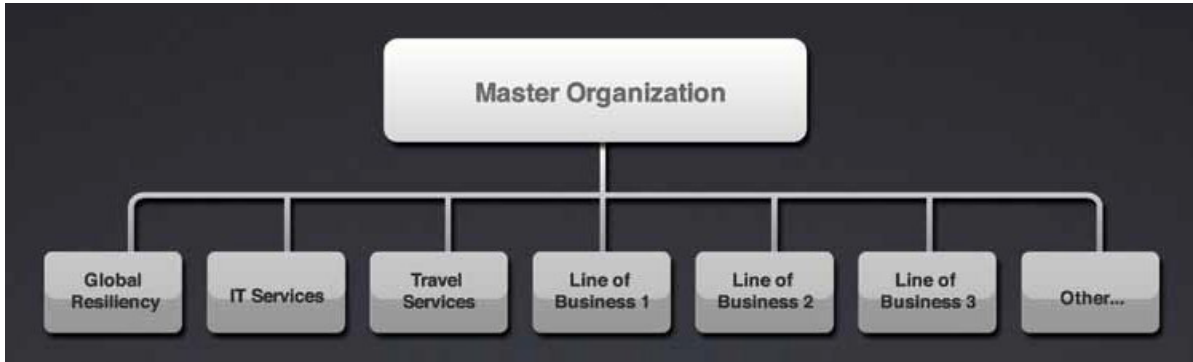 Master Organization
Global
Resiliency
IT Services
Travel
Services
Line of
Business 1
Line of
Business 2
Line of
Business 3
Other...